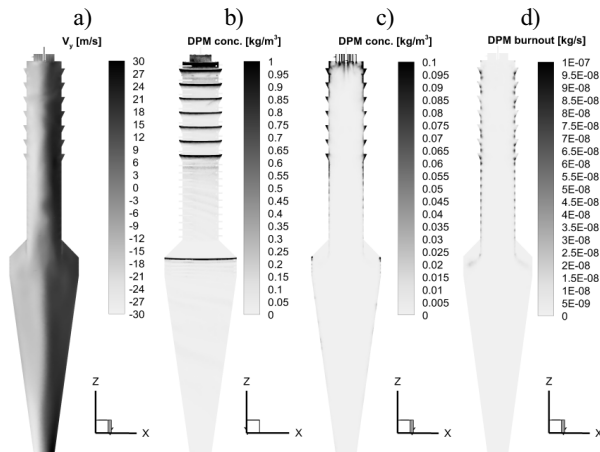 a)
V_y [m/s]
30
27
24
21
18
15
12
9
6
3
0
-3
-6
-9
-12
-15
-18
-21
-24
-27
-30
Z
X
b)
DPM conc. [kg/m³]
1
0.95
0.9
0.85
0.8
0.75
0.7
0.65
0.6
0.55
0.5
0.45
0.4
0.35
0.3
0.25
0.2
0.15
0.1
0.05
0
Z
X
c)
DPM conc. [kg/m³]
0.1
0.095
0.09
0.085
0.08
0.075
0.07
0.065
0.06
0.055
0.05
0.045
0.04
0.035
0.03
0.025
0.02
0.015
0.01
0.005
0
Z
X
d)
DPM burnout [kg/s]
1E-07
9.5E-08
9E-08
8.5E-08
8E-08
7.5E-08
7E-08
6.5E-08
6E-08
5.5E-08
5E-08
4.5E-08
4E-08
3.5E-08
3E-08
2.5E-08
2E-08
1.5E-08
1E-08
5E-09
0
Z
X